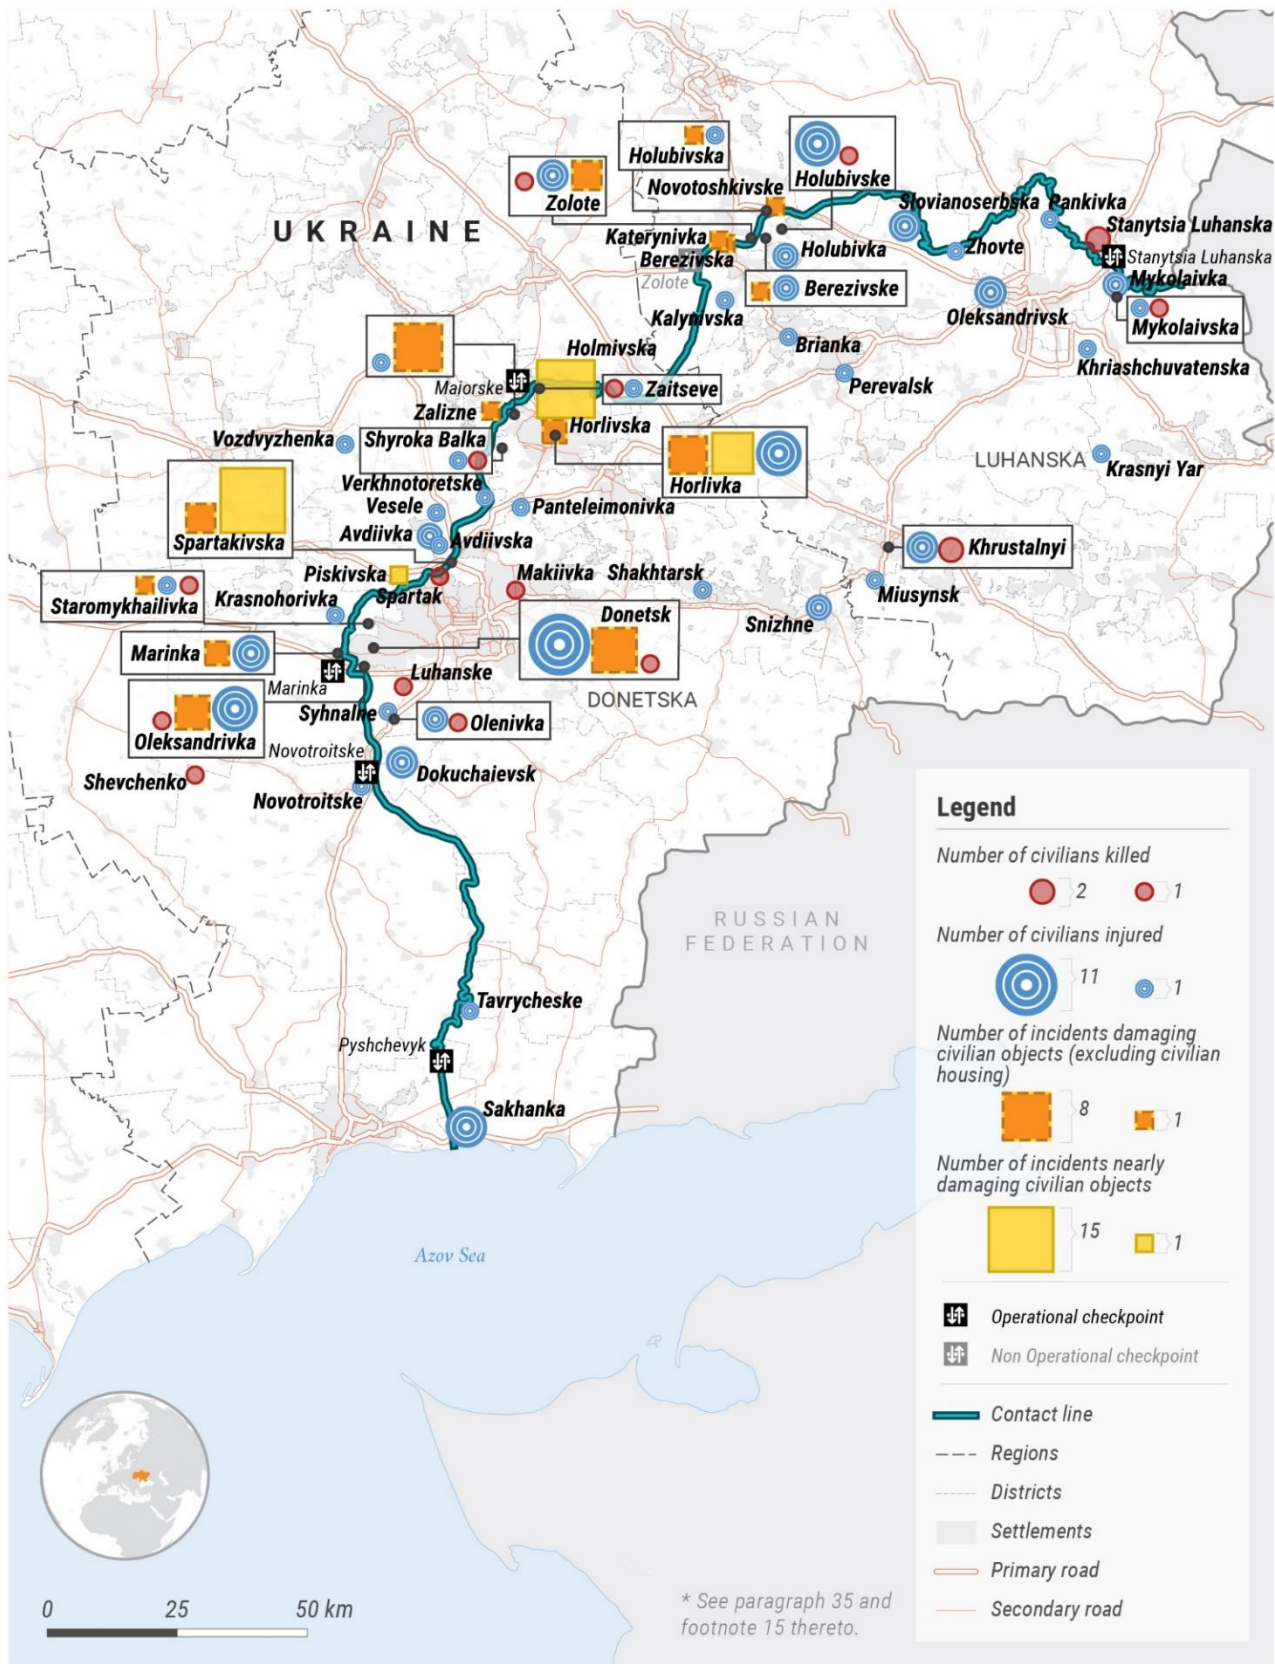 Holubivska
Holubivske
Zolote
Novotoshkivske
Slovianoserbska
Pankivka
UKRAINE
Stanytsia Luhanska
Katerynivka
Holubivka
Zhovte
Stanytsia Luhanska
Berezivska
Zolote
Berezivske
Mykolaivka
Kalynivska
Oleksandrivsk
Mykolaivska
Holmivska
Brianka
Khriashchuvatenska
Maiorske
Zaitseve
Perevalsk
Zalizne
Horlivska
Vozdvyzhenka
Shyroka Balka
LUHANSKA
Krasnyi Yar
Verkhnotoretske
Horlivka
Vesele
Panteleimonivka
Avdiivka
Avdiivska
Spartakivska
Khrustalnyi
Piskivska
Makiivka
Shakhtarsk
Spartak
Miusynsk
Staromykhailivka
Krasnohorivka
Donetsk
Snizhne
Marinka
Luhanske
Marinka
DONETSKA
Syhnalne
Olenivka
Oleksandrivka
Novotroitske
Shevchenko
Dokuchaievsk
Novotroitske
RUSSIAN
FEDERATION
Tavrycheske
Pyshchevyk
Sakhanka
Azov Sea
Legend
Number of civilians killed
2 1
Number of civilians injured
11 1
Number of incidents damaging
civilian objects (excluding civilian
housing)
8 1
Number of incidents nearly
damaging civilian objects
15 1
Operational checkpoint
Non Operational checkpoint
Contact line
Regions
Districts
Settlements
Primary road
Secondary road
0 25 50 km
* See paragraph 35 and
footnote 15 thereto.